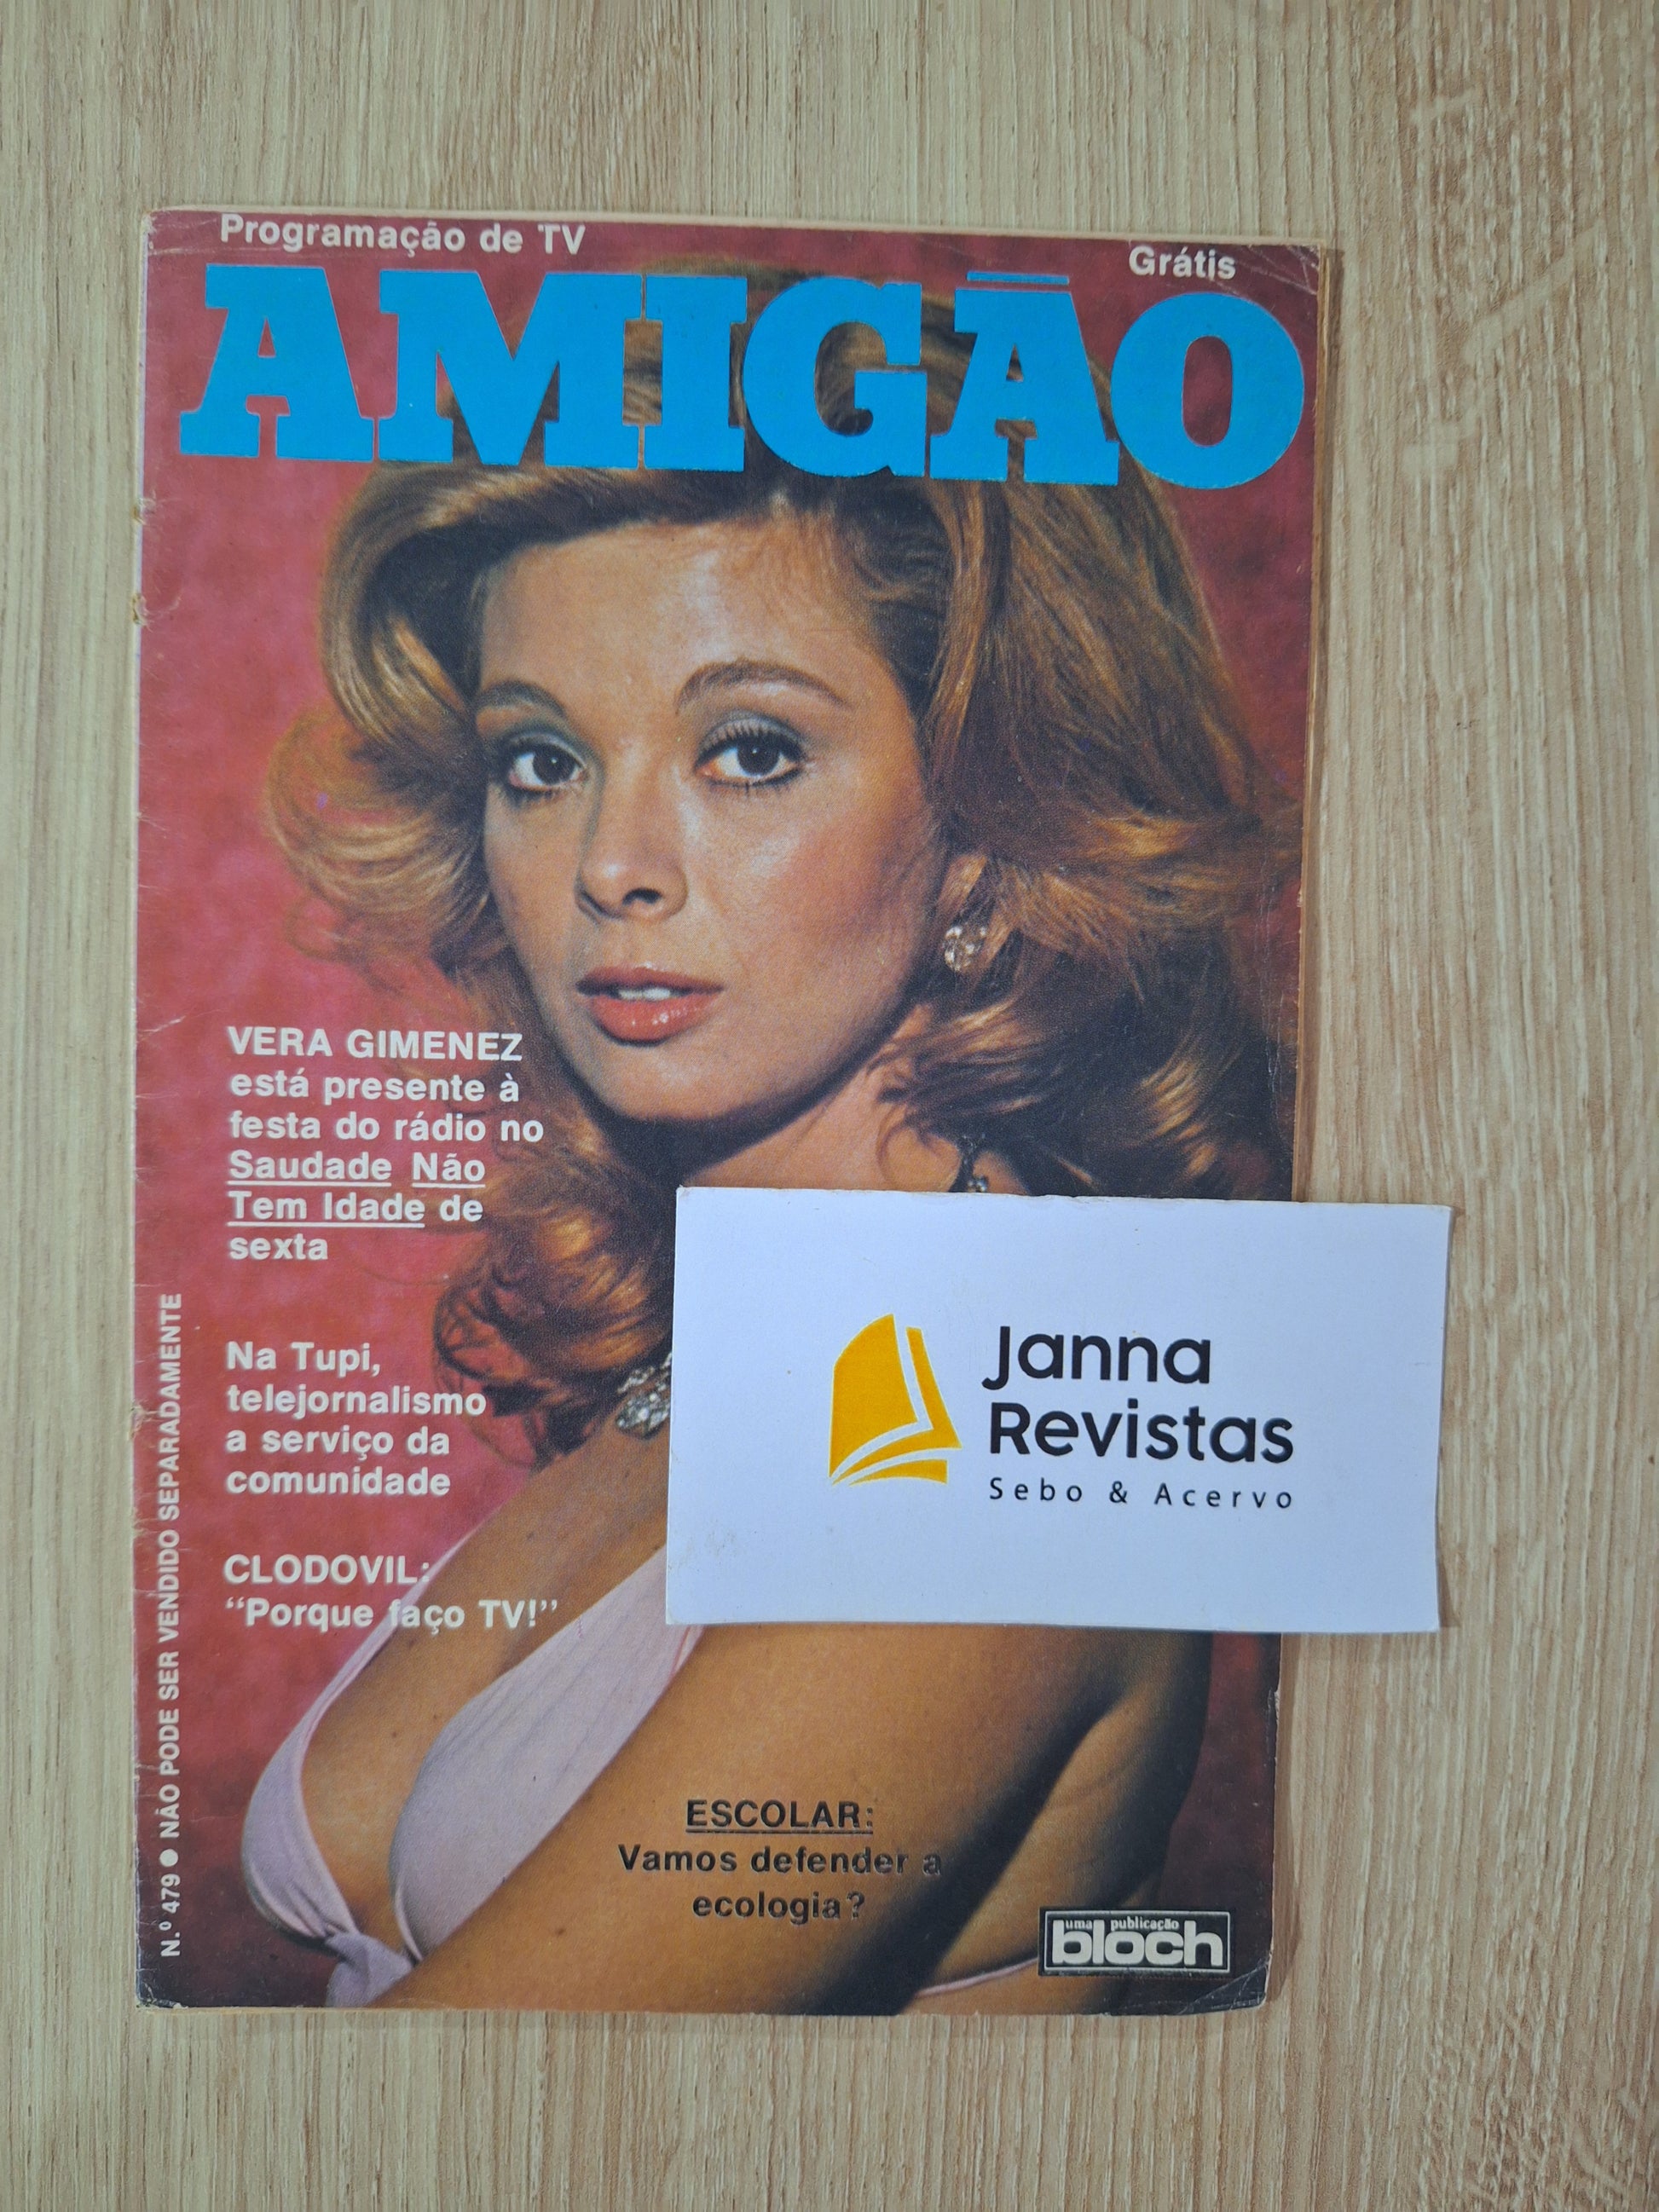 Programação de TV
Grátis
AMIGÃO
VERA GIMENEZ
está presente à
festa do rádio no
Saudade Não
Tem Idade de
sexta
Na Tupi,
telejornalismo
a serviço da
comunidade
CLODOVIL:
“Porque faço TV!”
N.º 479 ● NÃO PODE SER VENDIDO SEPARADAMENTE
Janna
Revistas
Sebo & Acervo
ESCOLAR:
Vamos defender a
ecologia?
uma publicação
bloch